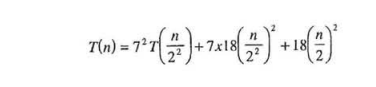 T(n) = 7²T(n/2²) + 7x18(n/2²)² + 18(n/2)²